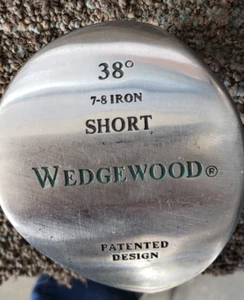 38°
7-8 IRON
SHORT
WEDGEWOOD®
PATENTED
DESIGN